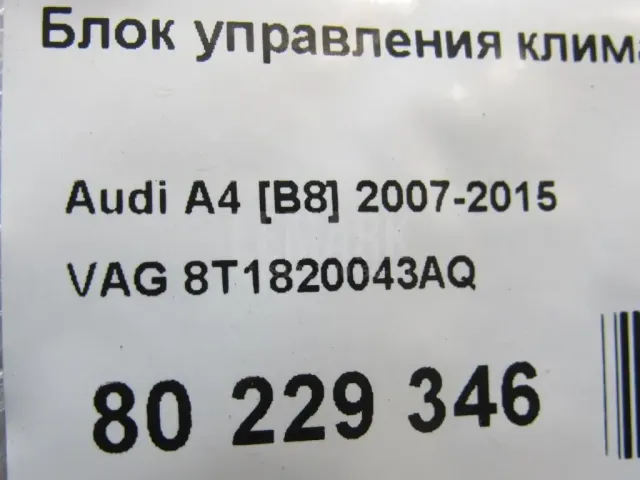 Блок управления клима
Audi A4 [B8] 2007-2015
VAG 8T1820043AQ
80 229 346